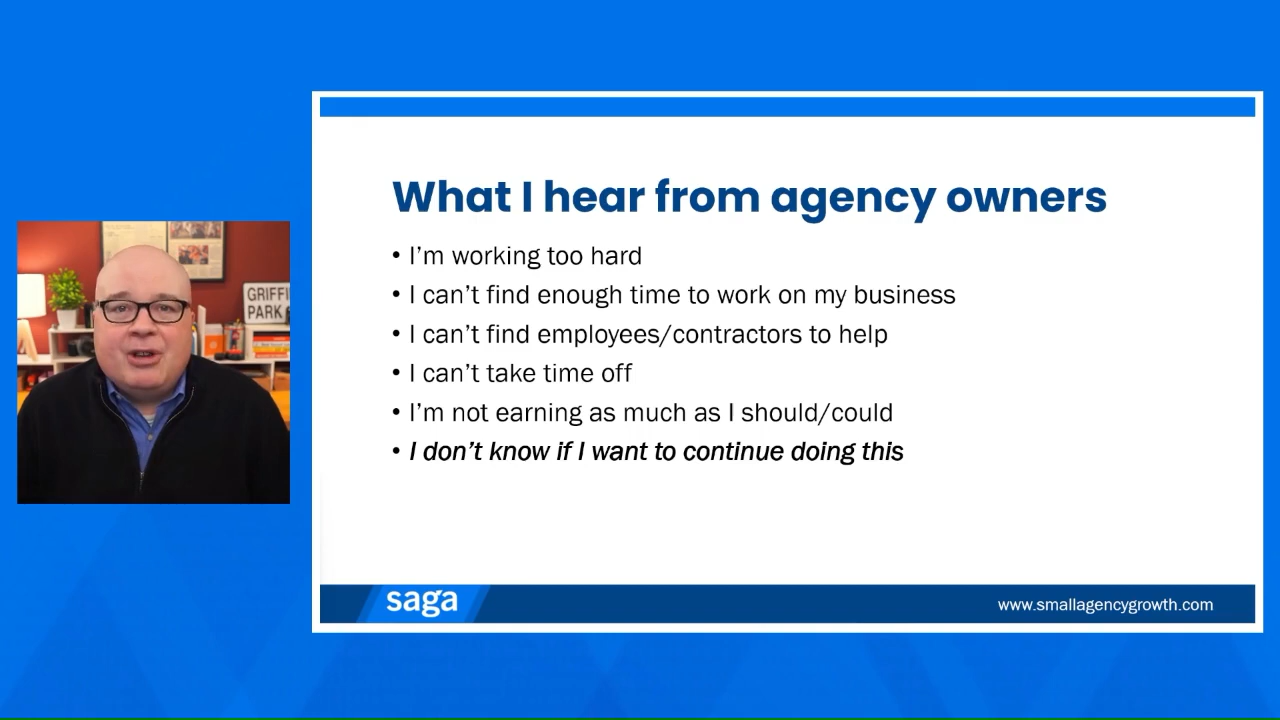 What I hear from agency owners
• I'm working too hard
• I can't find enough time to work on my business
• I can't find employees/contractors to help
• I can't take time off
• I'm not earning as much as I should/could
• I don't know if I want to continue doing this
GRIFFI
PARK
saga
www.smallagencygrowth.com